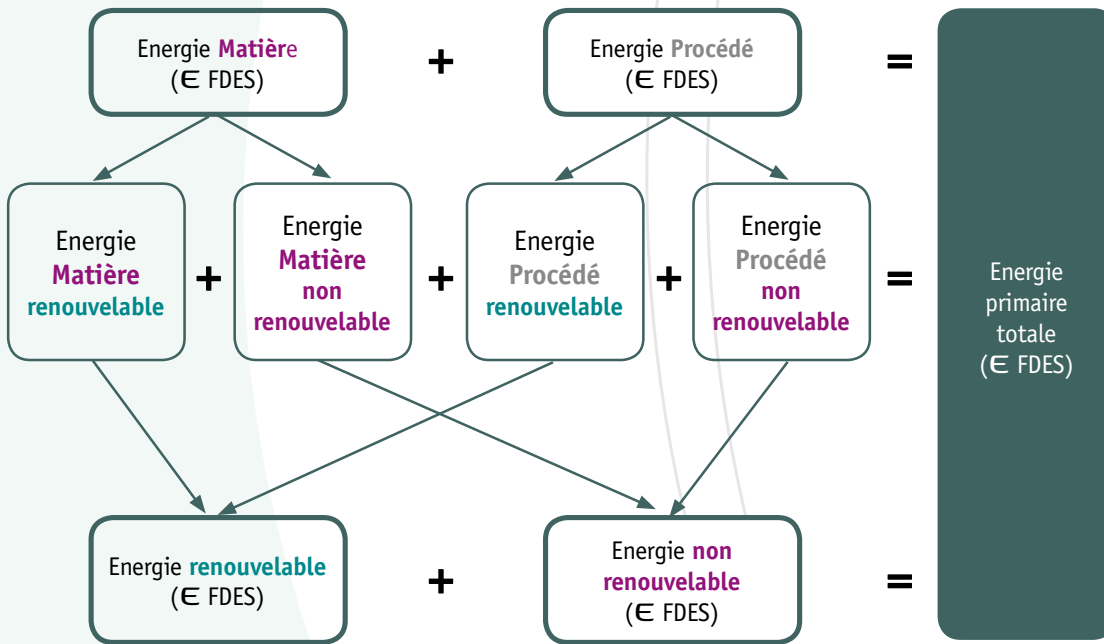 Energie Matière
(∈ FDES)
+
Energie Procédé
(∈ FDES)
=
Energie
Matière
renouvelable
+
Energie
Matière
non
renouvelable
+
Energie
Procédé
renouvelable
+
Energie
Procédé
non
renouvelable
=
Energie
primaire
totale
(∈ FDES)
Energie renouvelable
(∈ FDES)
+
Energie non
renouvelable
(∈ FDES)
=